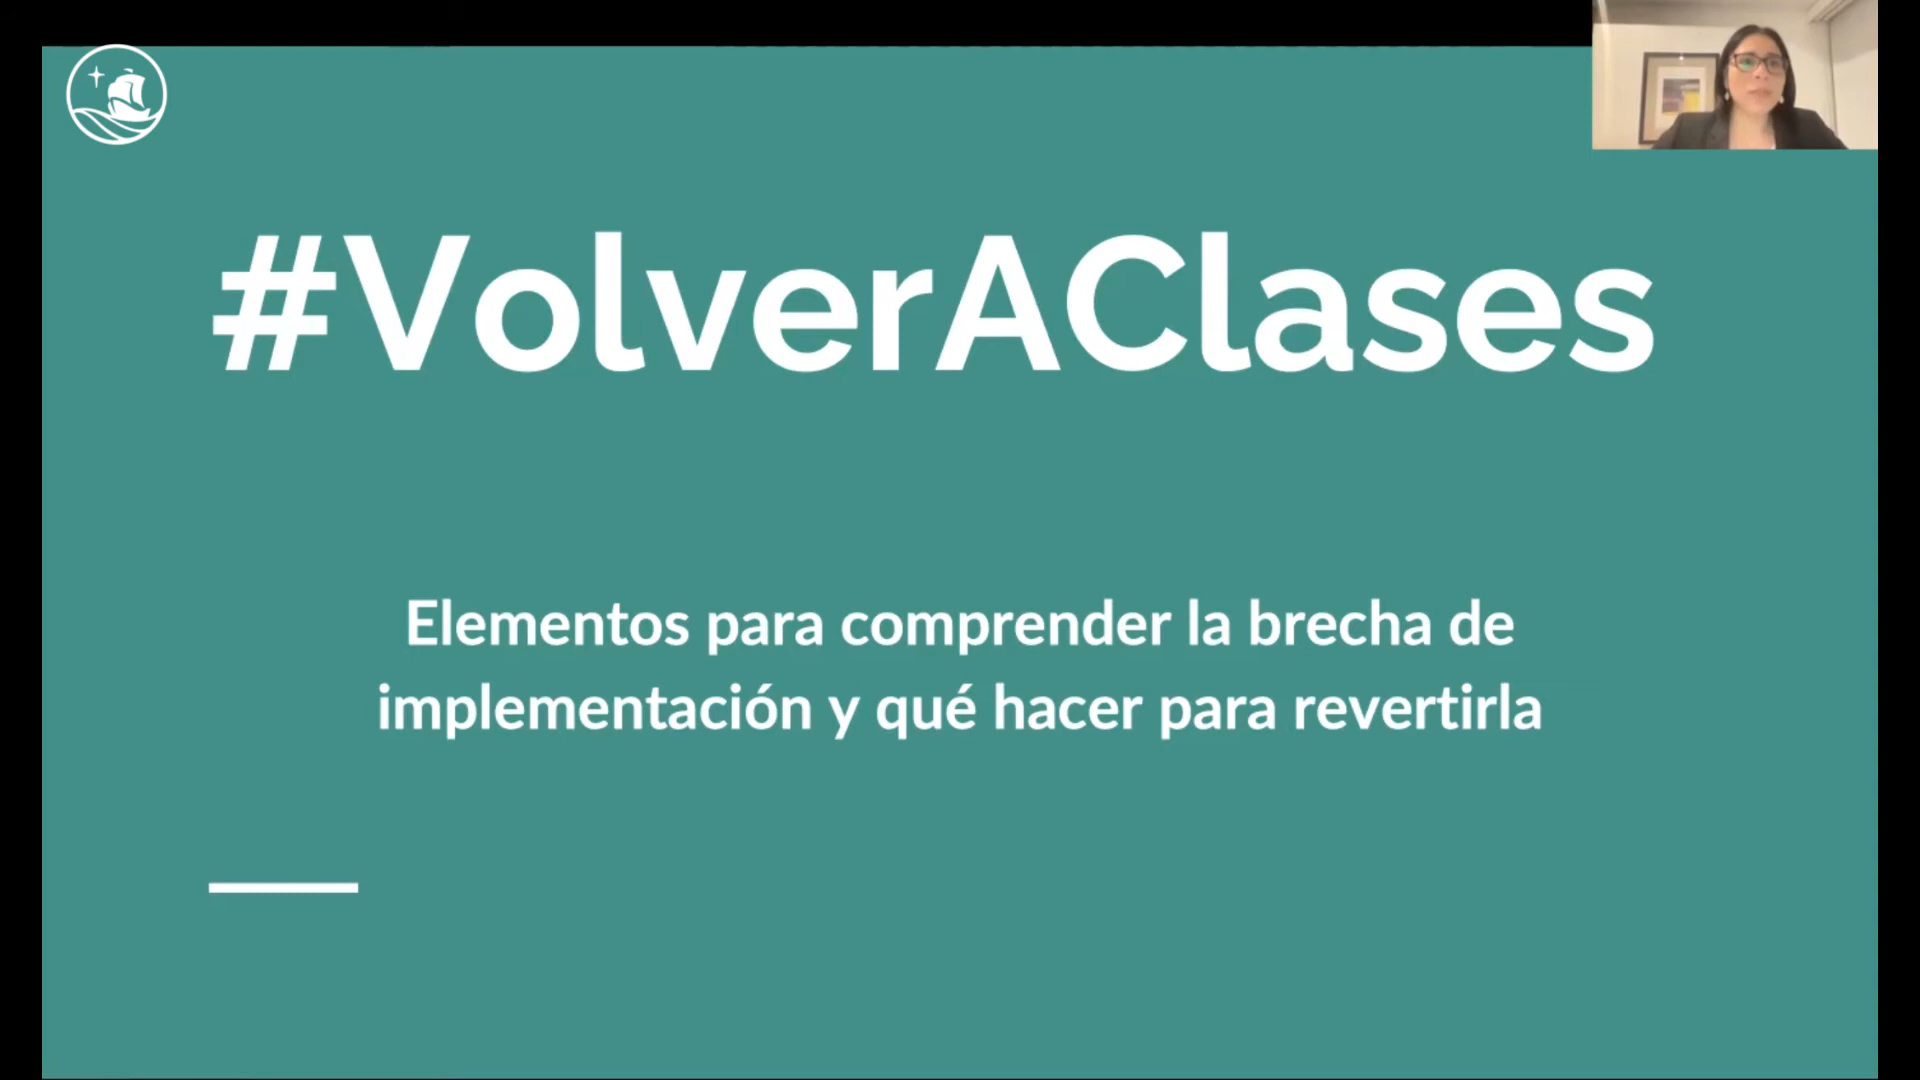 #VolverAClases
Elementos para comprender la brecha de
implementación y qué hacer para revertirla